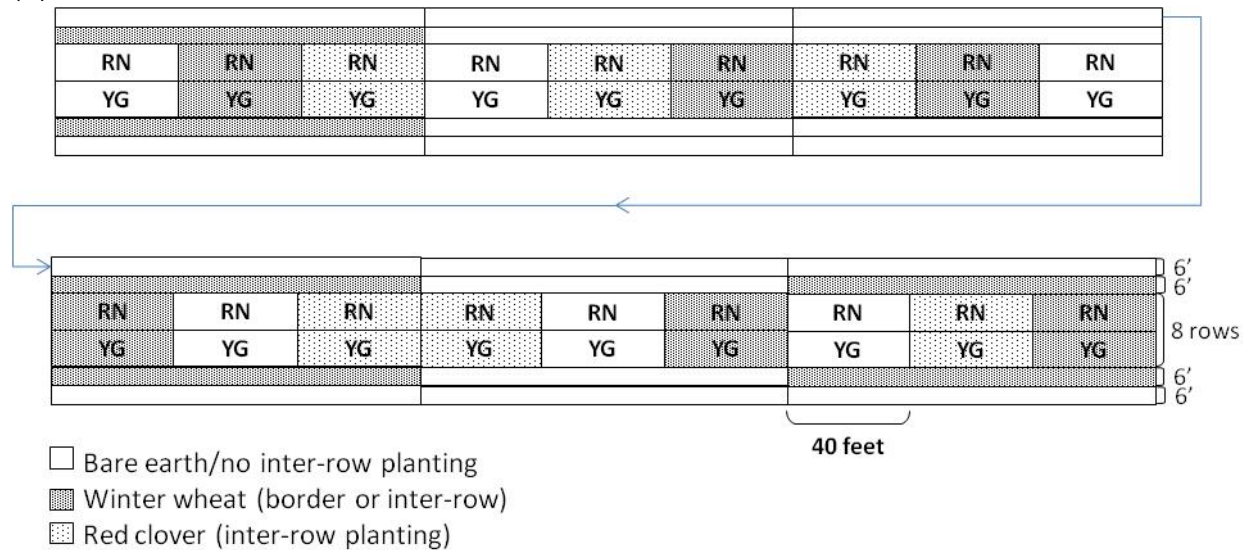 RN RN RN RN RN RN RN RN RN
YG YG YG YG YG YG YG YG YG
6’
6’
RN RN RN RN RN RN RN RN RN
8 rows
YG YG YG YG YG YG YG YG YG
6’
6’
40 feet
Bare earth/no inter-row planting
Winter wheat (border or inter-row)
Red clover (inter-row planting)